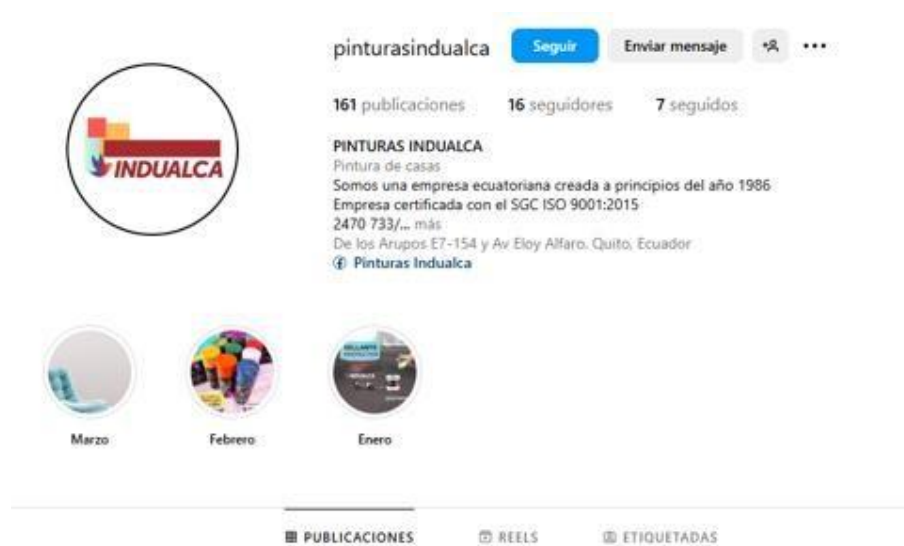 pinturasindualca Seguir Enviar mensaje
161 publicaciones 16 seguidores 7 seguidos
INDUALCA
PINTURAS INDUALCA
Pintura de casas
Somos una empresa ecuatoriana creada a principios del año 1986
Empresa certificada con el SGC ISO 9001:2015
2470 733/... más
De los Arupos E7-154 y Av Eloy Alfaro. Quito, Ecuador
Pinturas Indualca
SELLANTE
INDUALCA
Marzo Febrero Enero
PUBLICACIONES REELS ETIQUETADAS